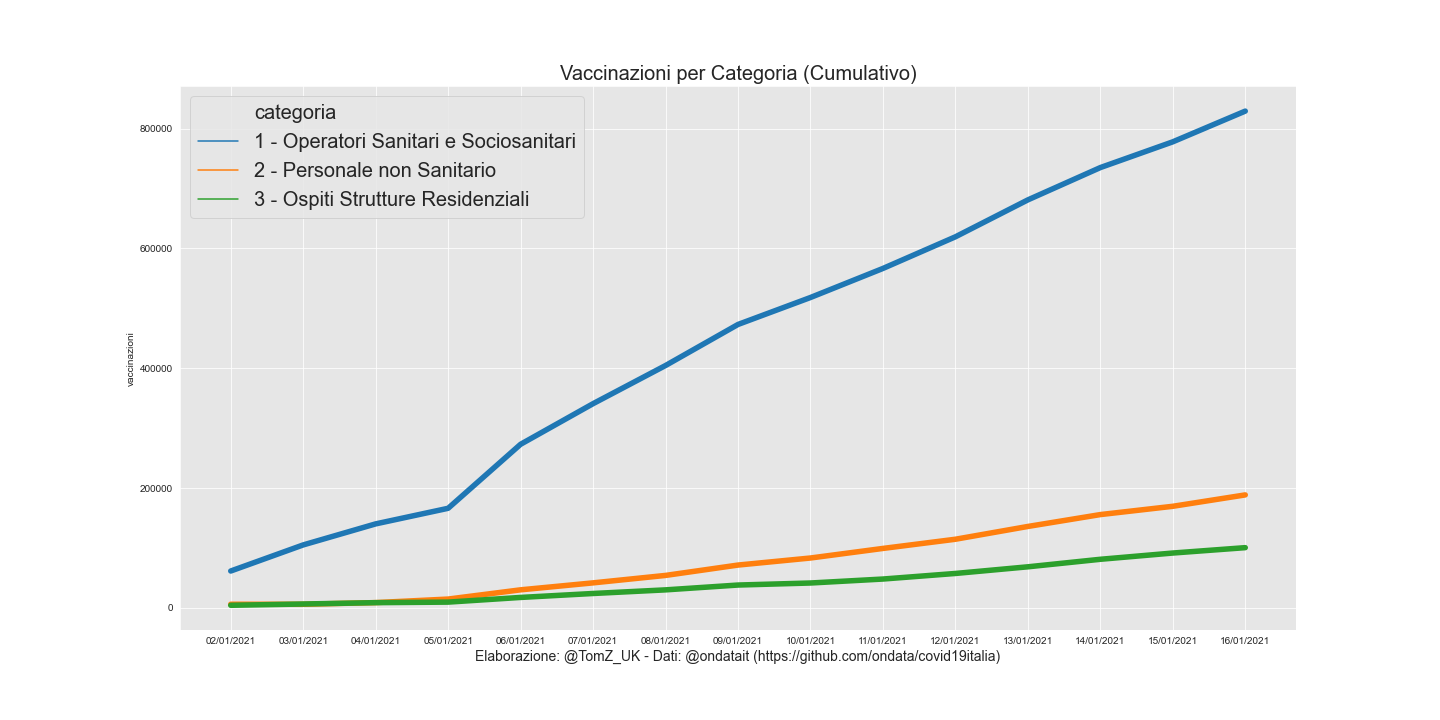 Vaccinazioni per Categoria (Cumulativo)
categoria
1 - Operatori Sanitari e Sociosanitari
2 - Personale non Sanitario
3 - Ospiti Strutture Residenziali
800000
600000
400000
200000
0
vaccinazioni
02/01/2021 03/01/2021 04/01/2021 05/01/2021 06/01/2021 07/01/2021 08/01/2021 09/01/2021 10/01/2021 11/01/2021 12/01/2021 13/01/2021 14/01/2021 15/01/2021 16/01/2021
Elaborazione: @TomZ_UK - Dati: @ondatait (https://github.com/ondata/covid19italia)